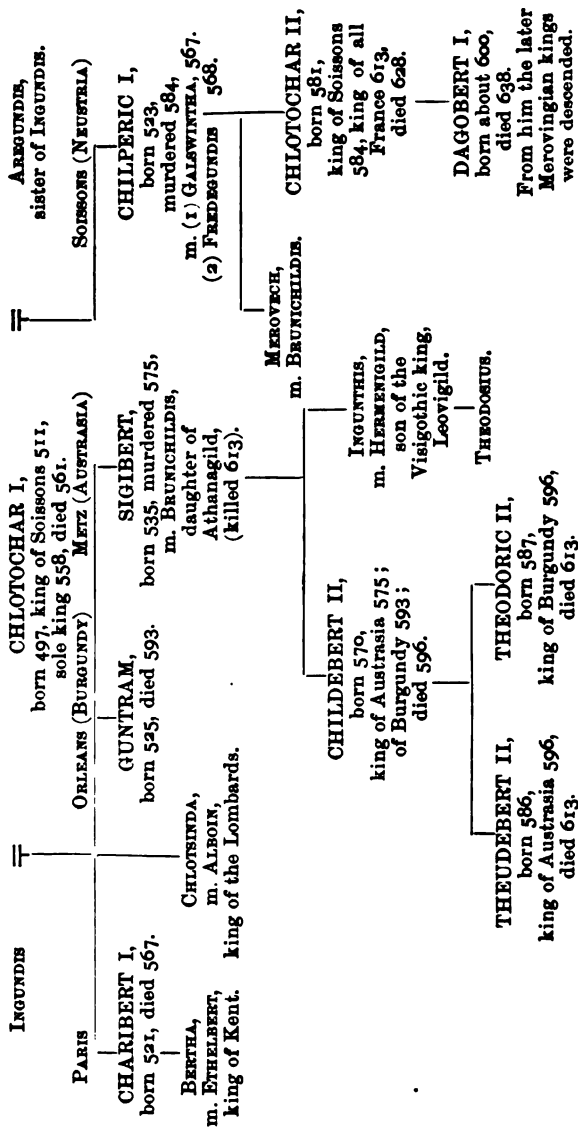 INGUNDIS = CHLOTOCHAR I, = AREGUNDIS,
born 497, king of Soissons 511, sister of INGUNDIS.
sole king 558, died 561.
PARIS ORLEANS (BURGUNDY) METZ (AUSTRASIA) SOISSONS (NEUSTRIA)
CHARIBERT I,
born 521, died 567.
BERTHA,
m. ETHELBERT,
king of Kent.
CHLOTSINDA,
m. ALBOIN,
king of the Lombards.
GUNTRAM,
born 525, died 593.
SIGIBERT,
born 535, murdered 575,
m. BRUNICHILDIS,
daughter of
Athanagild,
(killed 613).
CHILPERIC I,
born 523,
murdered 584,
m. (1) GALSWINTHA, 567.
(2) FREDEGUNDIS 568.
CHILDEBERT II,
born 570,
king of Austrasia 575;
of Burgundy 593;
died 596.
INGUNTHIS,
m. HERMENIGILD,
son of the
Visigothic king,
Leovigild.
THEODOSIUS.
MEROVECH,
m. BRUNICHILDIS.
CHLOTOCHAR II,
born 581,
king of Soissons
584, king of all
France 613,
died 628.
THEUDEBERT II,
born 586,
king of Austrasia 596,
died 613.
THEODORIC II,
born 587,
king of Burgundy 596,
died 613.
DAGOBERT I,
born about 600,
died 638.
From him the later
Merovingian kings
were descended.